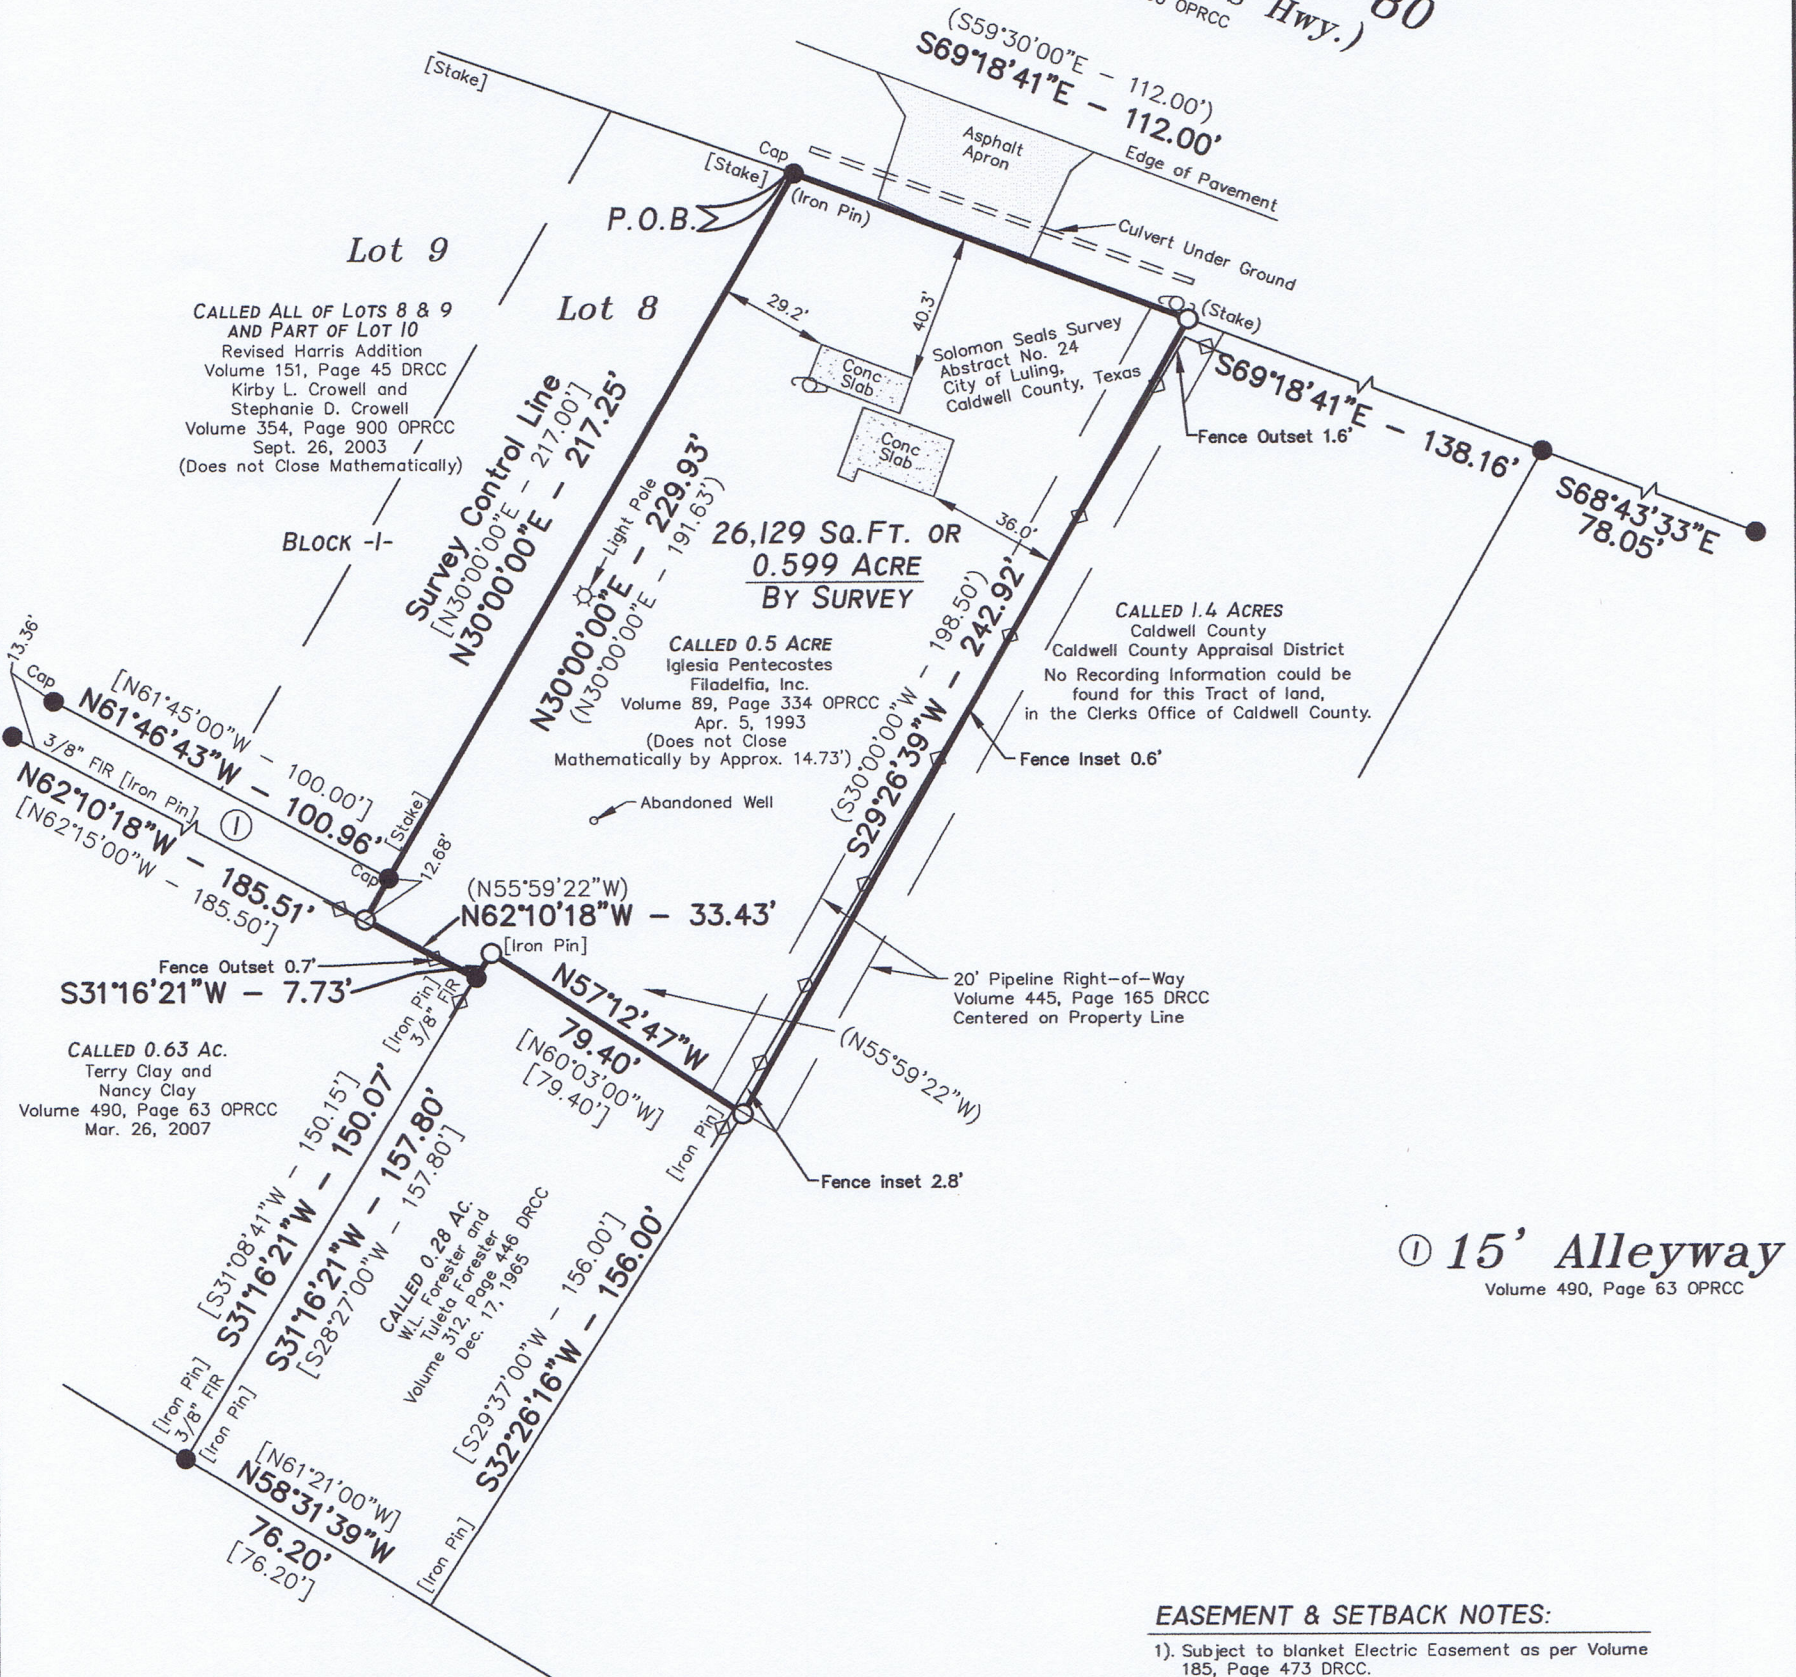 80
Hwy.)
OPRCC
(S59°30'00"E - 112.00')
S69°18'41"E - 112.00'
[Stake]
Asphalt
Apron
Edge of Pavement
Cap
[Stake]
(Iron Pin)
P.O.B.
Culvert Under Ground
(Stake)
Lot 9
Lot 8
29.2'
40.3'
CALLED ALL OF LOTS 8 & 9
AND PART OF LOT 10
Revised Harris Addition
Volume 151, Page 45 DRCC
Kirby L. Crowell and
Stephanie D. Crowell
Volume 354, Page 900 OPRCC
Sept. 26, 2003
(Does not Close Mathematically)
Solomon Seals Survey
Abstract No. 24
City of Luling,
Caldwell County, Texas
Conc
Slab
Conc
Slab
S69°18'41"E - 138.16'
Fence Outset 1.6'
S68°43'33"E
78.05'
Survey Control Line
[N30°00'00"E - 217.00']
N30°00'00"E - 217.25'
Light Pole
N30°00'00"E - 229.93'
(N30°00'00"E - 191.63')
BLOCK -1-
26,129 SQ.FT. OR
0.599 ACRE
BY SURVEY
36.0'
CALLED 0.5 ACRE
Iglesia Pentecostes
Filadelfia, Inc.
Volume 89, Page 334 OPRCC
Apr. 5, 1993
(Does not Close
Mathematically by Approx. 14.73')
(S30°00'00"W - 198.50')
S29°26'39"W - 242.92'
CALLED 1.4 ACRES
Caldwell County
Caldwell County Appraisal District
No Recording Information could be
found for this Tract of land,
in the Clerks Office of Caldwell County.
Fence Inset 0.6'
13.36'
Cap
[N61°45'00"W - 100.00']
N61°46'43"W - 100.96'
[Stake]
3/8" FIR [Iron Pin]
1
N62°10'18"W - 185.51'
[N62°15'00"W - 185.50']
Cap
12.68'
Abandoned Well
(N55°59'22"W)
N62°10'18"W - 33.43'
[Iron Pin]
Fence Outset 0.7'
S31°16'21"W - 7.73'
[Iron Pin]
3/8" FIR
N57°12'47"W
79.40'
[N60°03'00"W]
[79.40']
(N55°59'22"W)
20' Pipeline Right-of-Way
Volume 445, Page 165 DRCC
Centered on Property Line
CALLED 0.63 AC.
Terry Clay and
Nancy Clay
Volume 490, Page 63 OPRCC
Mar. 26, 2007
[Iron Pin]
Fence inset 2.8'
[S31°08'41"W - 150.15']
S31°16'21"W - 150.07'
S31°16'21"W - 157.80'
[S28°27'00"W - 157.80']
CALLED 0.28 AC.
W.L. Forester and
Tuleta Forester
Volume 312, Page 446 DRCC
Dec. 17, 1965
[S29°37'00"W - 156.00']
S32°26'16"W - 156.00'
1 15' Alleyway
Volume 490, Page 63 OPRCC
[Iron Pin]
3/8" FIR
[Iron Pin]
[N61°21'00"W]
N58°31'39"W
76.20'
[76.20']
[Iron Pin]
EASEMENT & SETBACK NOTES:
1). Subject to blanket Electric Easement as per Volume
185, Page 473 DRCC.